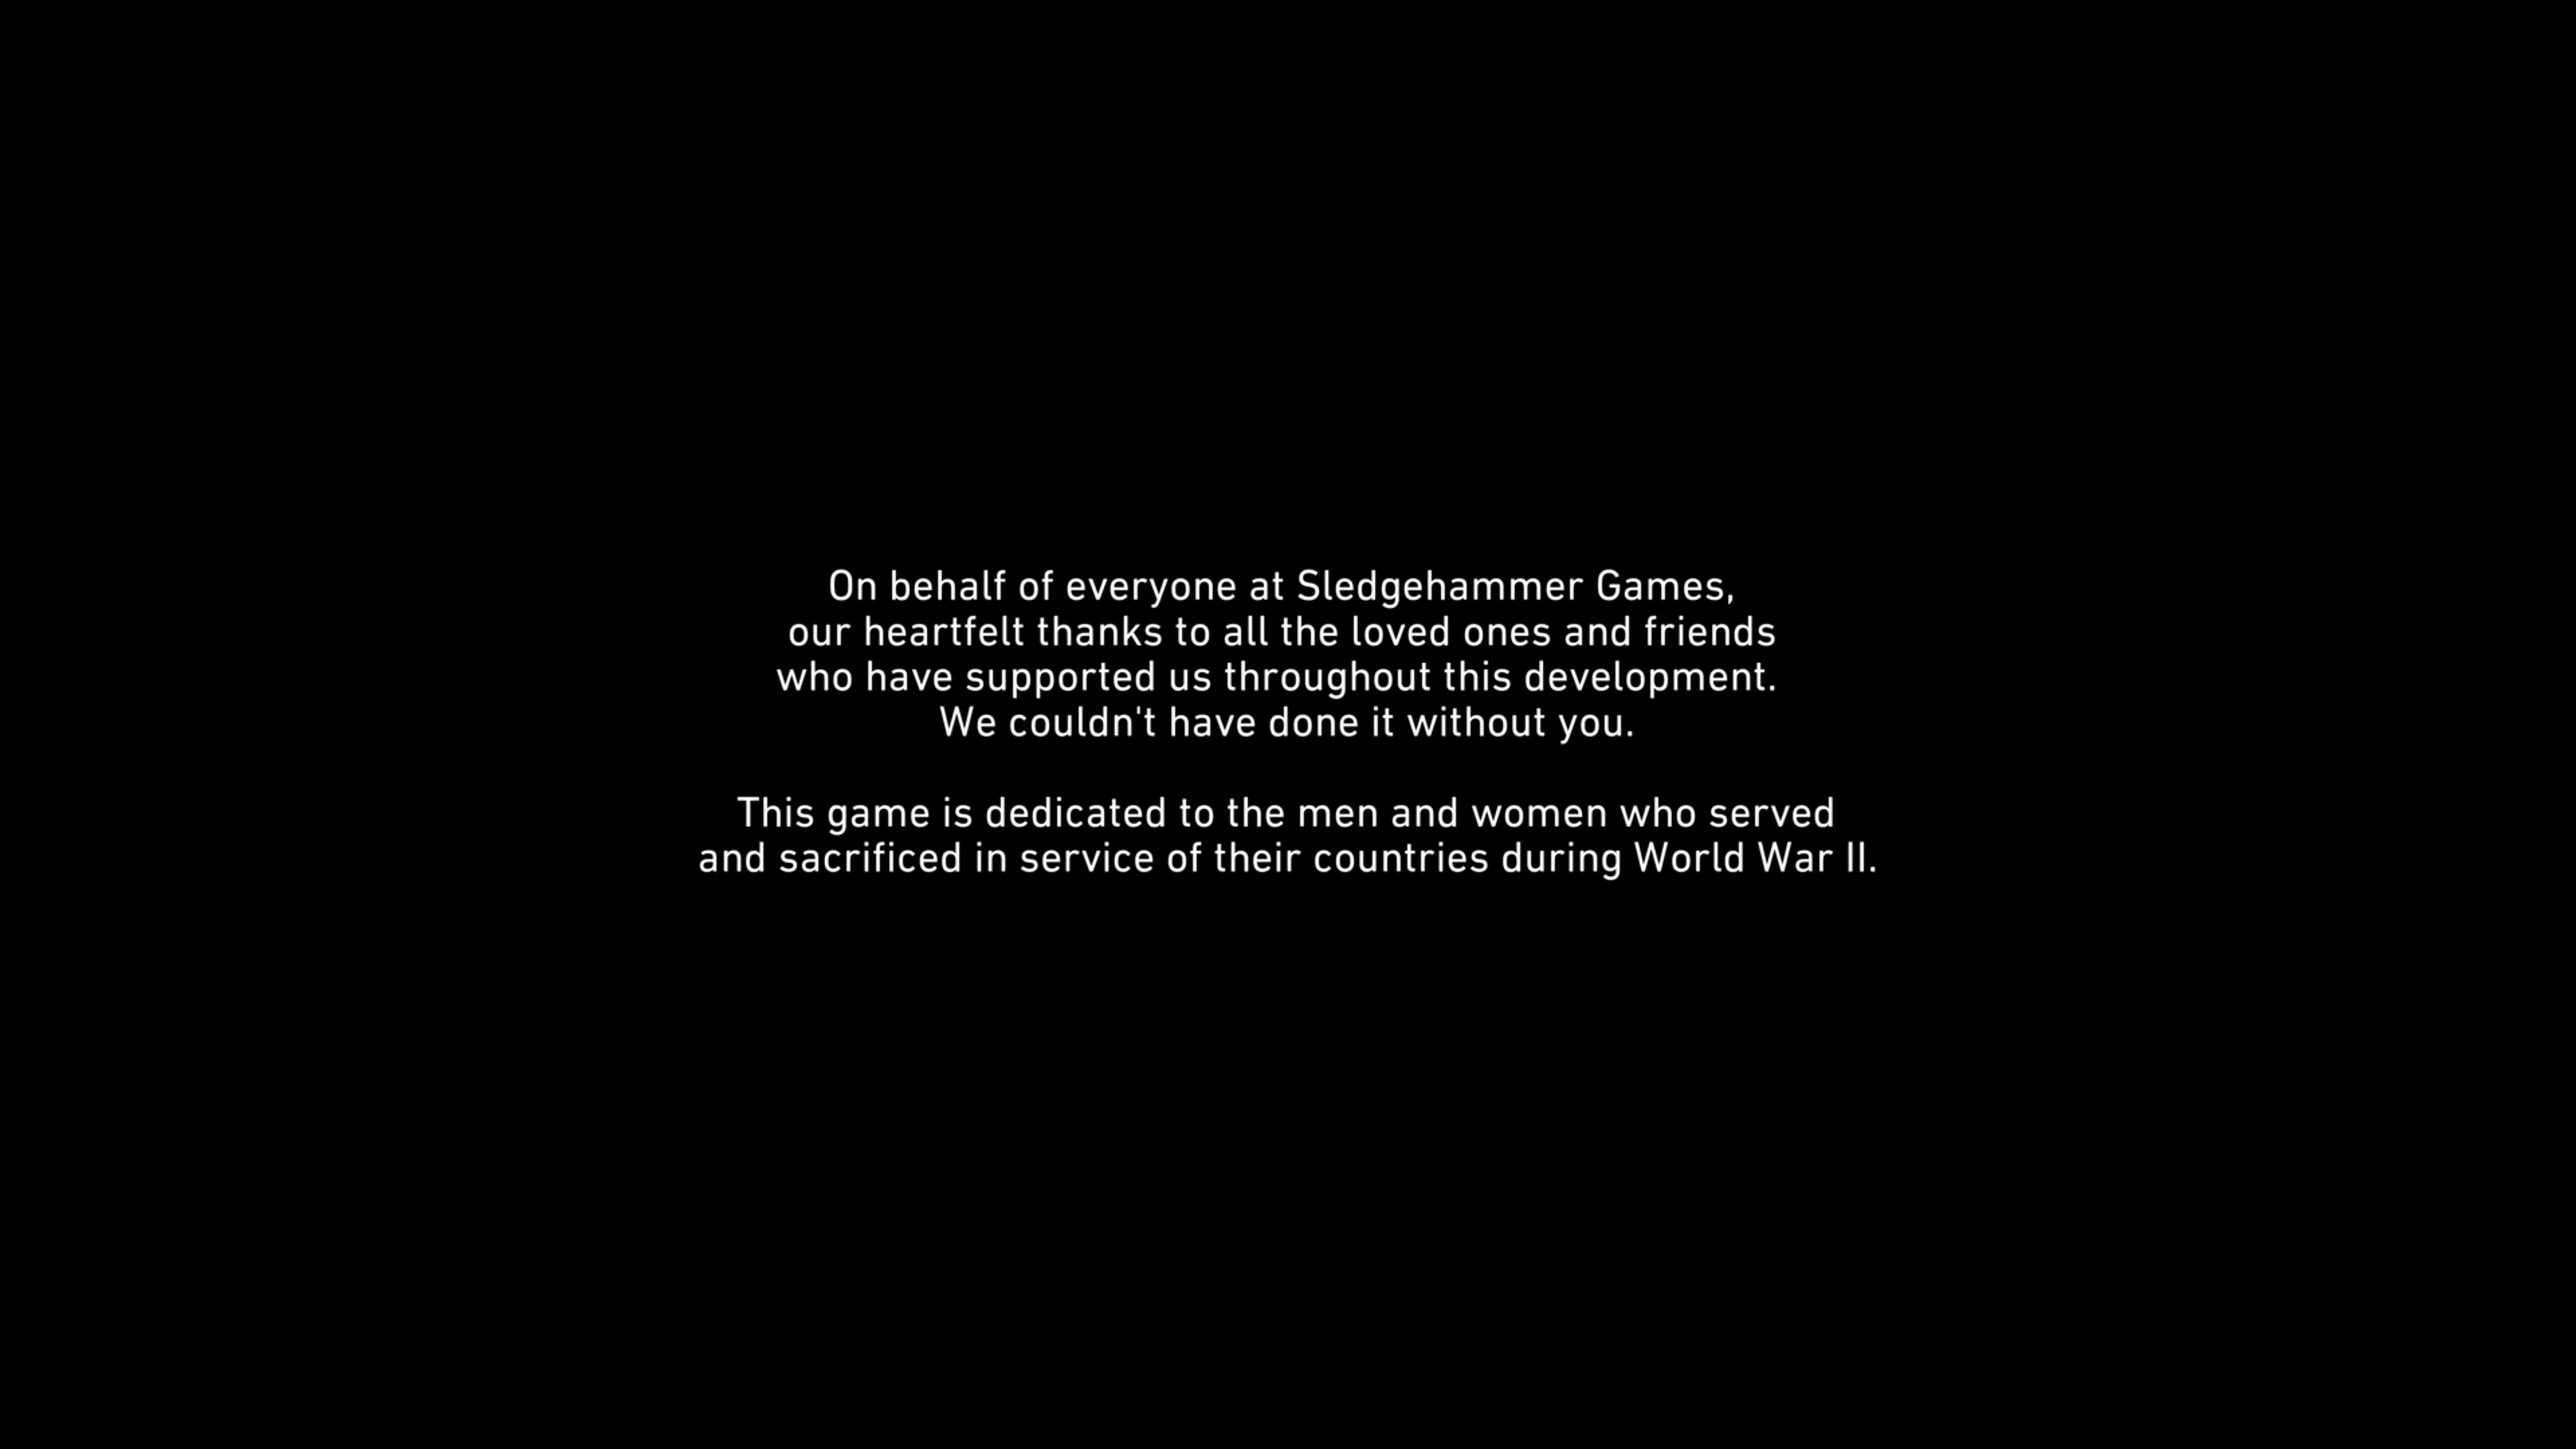 On behalf of everyone at Sledgehammer Games,
our heartfelt thanks to all the loved ones and friends
who have supported us throughout this development.
We couldn't have done it without you.
This game is dedicated to the men and women who served
and sacrificed in service of their countries during World War II.